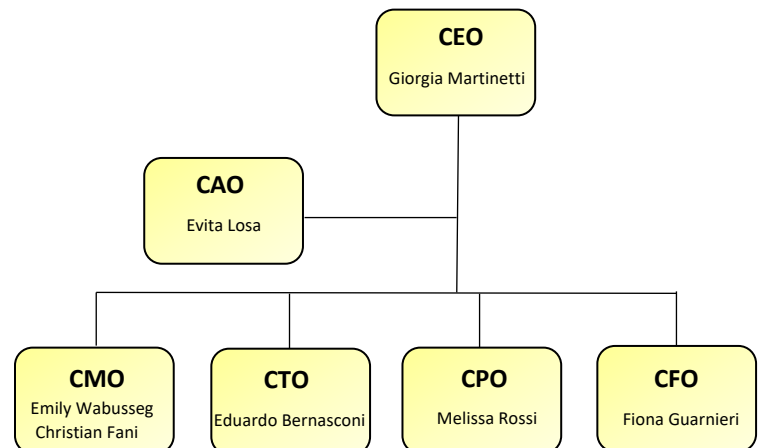 CEO
Giorgia Martinetti
CAO
Evita Losa
CMO
Emily Wabusseg
Christian Fani
CTO
Eduardo Bernasconi
CPO
Melissa Rossi
CFO
Fiona Guarnieri